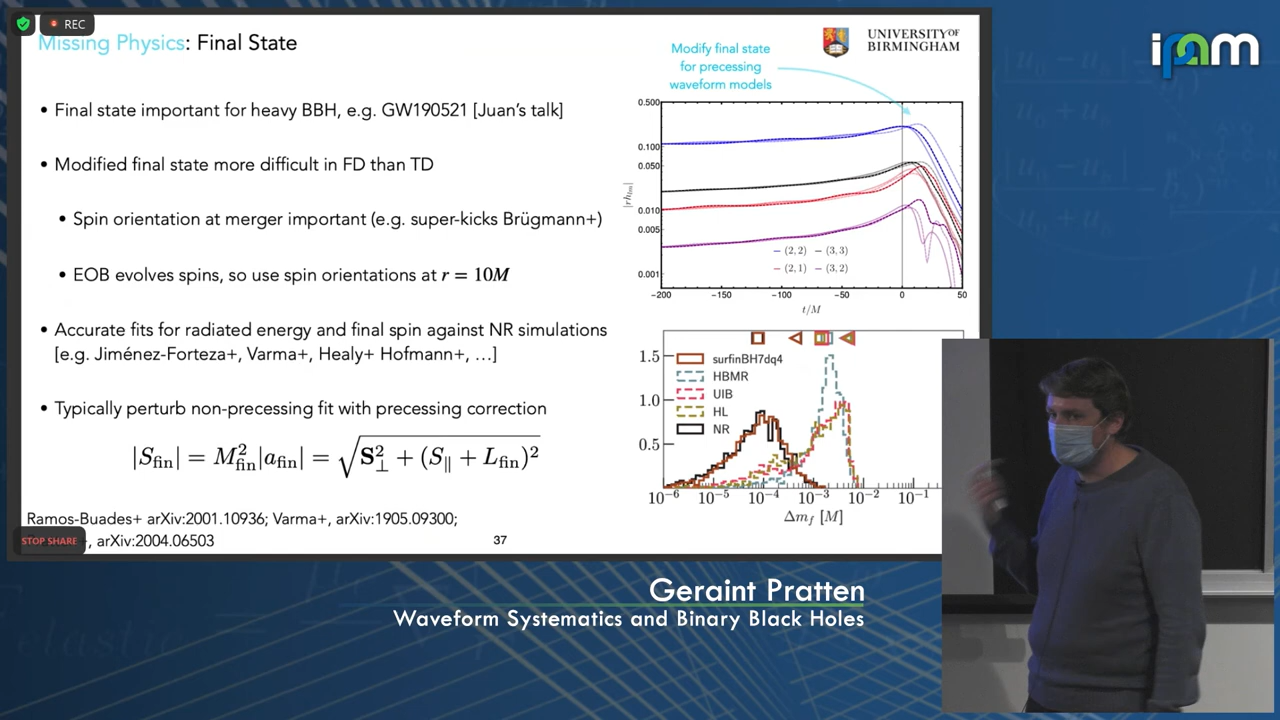 REC
Missing Physics: Final State
UNIVERSITY OF
BIRMINGHAM
ipam
• Final state important for heavy BBH, e.g. GW190521 [Juan's talk]
• Modified final state more difficult in FD than TD
• Spin orientation at merger important (e.g. super-kicks Brügmann+)
• EOB evolves spins, so use spin orientations at r = 10M
• Accurate fits for radiated energy and final spin against NR simulations
[e.g. Jiménez-Forteza+, Varma+, Healy+ Hofmann+, …]
• Typically perturb non-precessing fit with precessing correction
|S_fin| = M²_fin|a_fin| = √(S²_⊥ + (S_∥ + L_fin)²)
Ramos-Buades+ arXiv:2001.10936; Varma+, arXiv:1905.09300;
STOP SHARE
+, arXiv:2004.06503
37
Modify final state
for precessing
waveform models
0.500
0.100
0.050
0.010
0.005
0.001
|rh_lm|
− (2,2) − (3,3)
− (2,1) − (3,2)
−200 −150 −100 −50 0 50
t/M
1.5
1.0
0.5
surfinBH7dq4
HBMR
UIB
HL
NR
10⁻⁶ 10⁻⁵ 10⁻⁴ 10⁻³ 10⁻² 10⁻¹
Δm_f [M]
Geraint Pratten
Waveform Systematics and Binary Black Holes